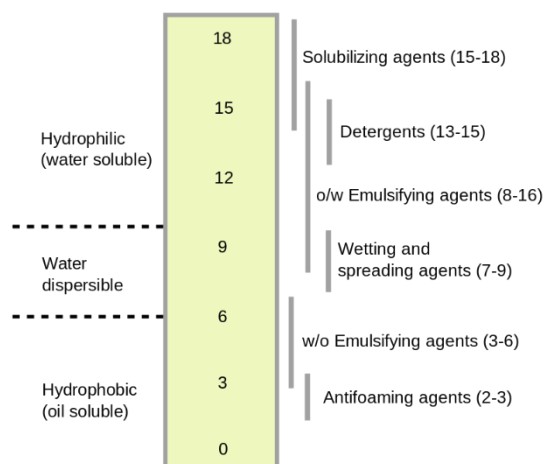 18
Solubilizing agents (15-18)
15
Detergents (13-15)
Hydrophilic
(water soluble)
12
o/w Emulsifying agents (8-16)
9
Wetting and
spreading agents (7-9)
Water
dispersible
6
w/o Emulsifying agents (3-6)
3
Antifoaming agents (2-3)
Hydrophobic
(oil soluble)
0